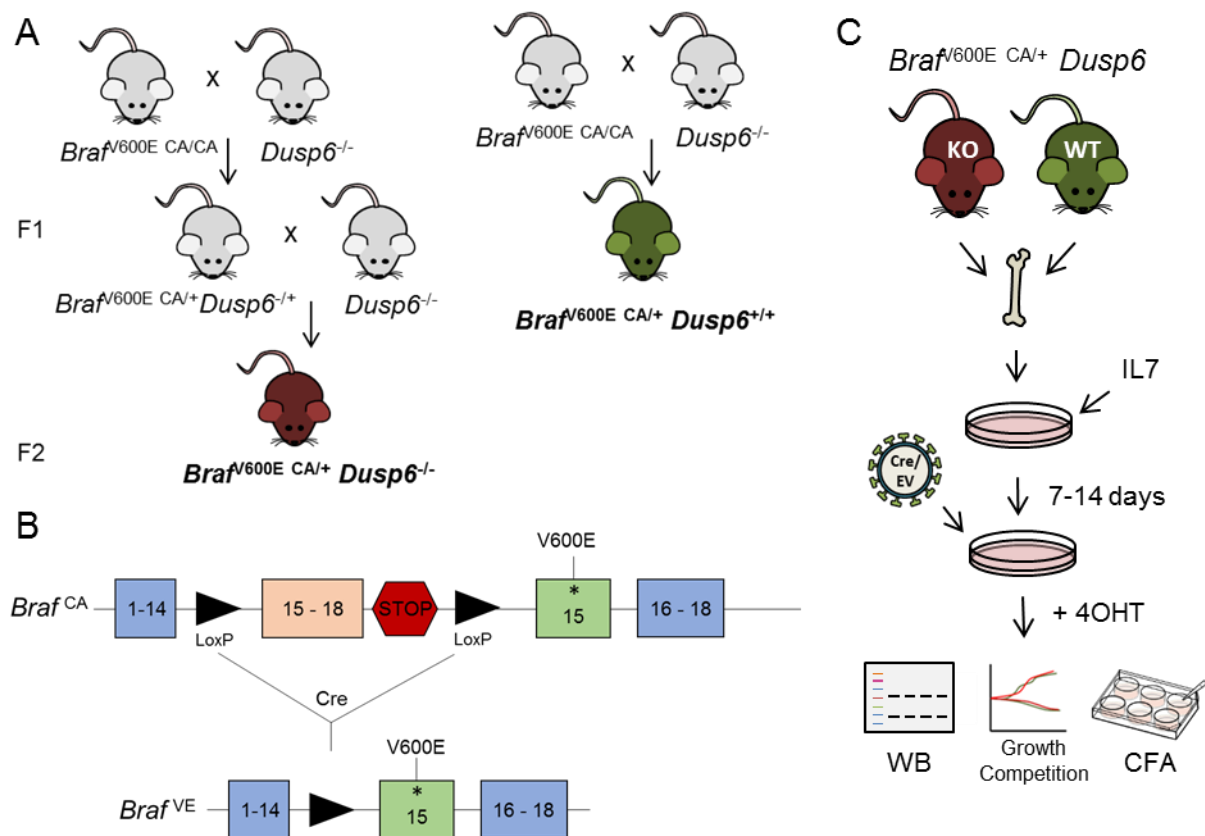 A
x
x
Braf V600E CA/CA
Dusp6-/-
Braf V600E CA/CA
Dusp6-/-
F1
x
Braf V600E CA/+ Dusp6-/+
Dusp6-/-
Braf V600E CA/+ Dusp6+/+
F2
Braf V600E CA/+ Dusp6-/-
B
V600E
Braf CA
1-14
15 - 18
STOP
*
15
16 - 18
LoxP
LoxP
Cre
V600E
Braf VE
1-14
*
15
16 - 18
C
Braf V600E CA/+ Dusp6
KO
WT
IL7
Cre/
EV
7-14 days
+ 4OHT
WB
Growth
Competition
CFA